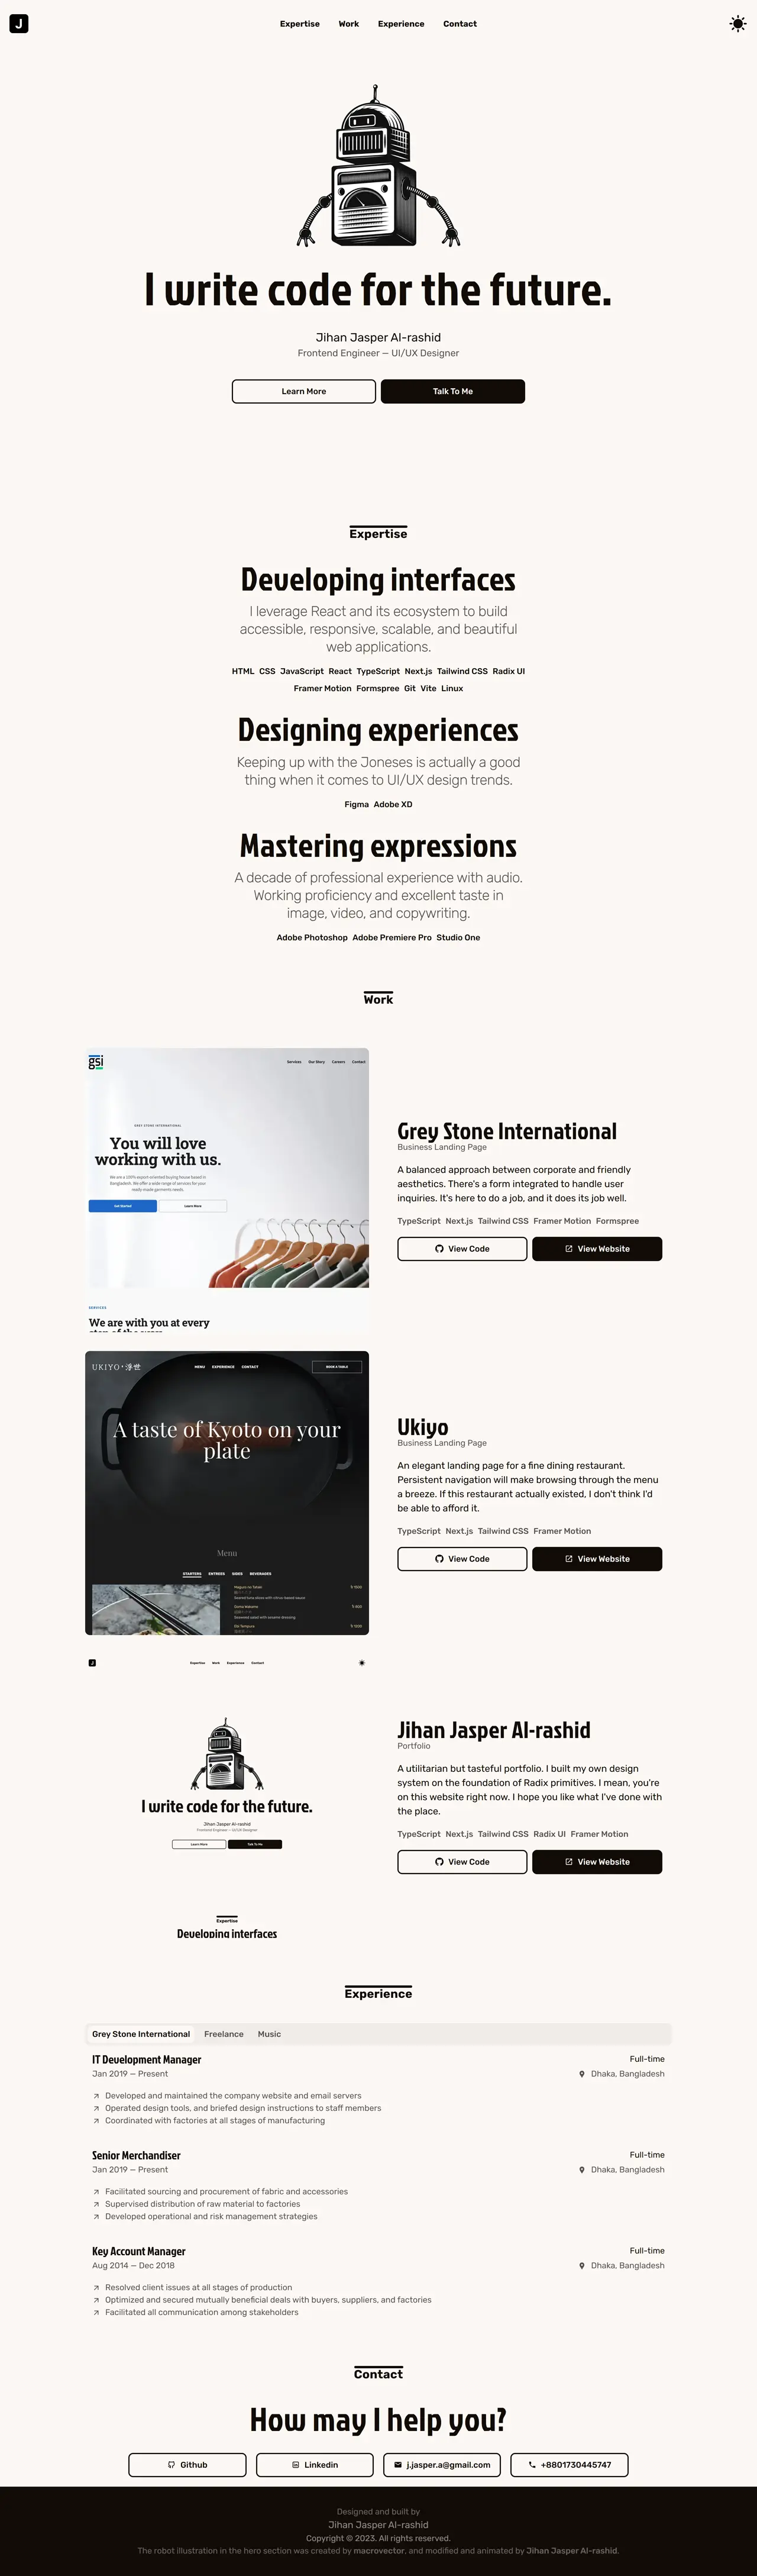 J
Expertise Work Experience Contact
I write code for the future.
Jihan Jasper Al-rashid
Frontend Engineer — UI/UX Designer
Learn More Talk To Me
Expertise
Developing interfaces
I leverage React and its ecosystem to build
accessible, responsive, scalable, and beautiful
web applications.
HTML CSS JavaScript React TypeScript Next.js Tailwind CSS Radix UI
Framer Motion Formspree Git Vite Linux
Designing experiences
Keeping up with the Joneses is actually a good
thing when it comes to UI/UX design trends.
Figma Adobe XD
Mastering expressions
A decade of professional experience with audio.
Working proficiency and excellent taste in
image, video, and copywriting.
Adobe Photoshop Adobe Premiere Pro Studio One
Work
gsi
Services Our Story Careers Contact
GREY STONE INTERNATIONAL
You will love
working with us.
We are a 100% export-oriented buying house based in
Bangladesh. We offer a wide range of services for your
ready-made garments needs.
Get Started Learn More
SERVICES
We are with you at every
Grey Stone International
Business Landing Page
A balanced approach between corporate and friendly
aesthetics. There's a form integrated to handle user
inquiries. It's here to do a job, and it does its job well.
TypeScript Next.js Tailwind CSS Framer Motion Formspree
View Code View Website
UKIYO・浮世
MENU EXPERIENCE CONTACT
BOOK A TABLE
A taste of Kyoto on your
plate
Menu
STARTERS ENTREES SIDES BEVERAGES
Ukiyo
Business Landing Page
An elegant landing page for a fine dining restaurant.
Persistent navigation will make browsing through the menu
a breeze. If this restaurant actually existed, I don't think I'd
be able to afford it.
TypeScript Next.js Tailwind CSS Framer Motion
View Code View Website
J
Expertise Work Experience Contact
I write code for the future.
Jihan Jasper Al-rashid
Frontend Engineer — UI/UX Designer
Learn More Talk To Me
Expertise
Developing interfaces
Jihan Jasper Al-rashid
Portfolio
A utilitarian but tasteful portfolio. I built my own design
system on the foundation of Radix primitives. I mean, you're
on this website right now. I hope you like what I've done with
the place.
TypeScript Next.js Tailwind CSS Radix UI Framer Motion
View Code View Website
Experience
Grey Stone International Freelance Music
IT Development Manager Full-time
Jan 2019 — Present Dhaka, Bangladesh
Developed and maintained the company website and email servers
Operated design tools, and briefed design instructions to staff members
Coordinated with factories at all stages of manufacturing
Senior Merchandiser Full-time
Jan 2019 — Present Dhaka, Bangladesh
Facilitated sourcing and procurement of fabric and accessories
Supervised distribution of raw material to factories
Developed operational and risk management strategies
Key Account Manager Full-time
Aug 2014 — Dec 2018 Dhaka, Bangladesh
Resolved client issues at all stages of production
Optimized and secured mutually beneficial deals with buyers, suppliers, and factories
Facilitated all communication among stakeholders
Contact
How may I help you?
Github Linkedin j.jasper.a@gmail.com +8801730445747
Designed and built by
Jihan Jasper Al-rashid
Copyright © 2023. All rights reserved.
The robot illustration in the hero section was created by macrovector, and modified and animated by Jihan Jasper Al-rashid.